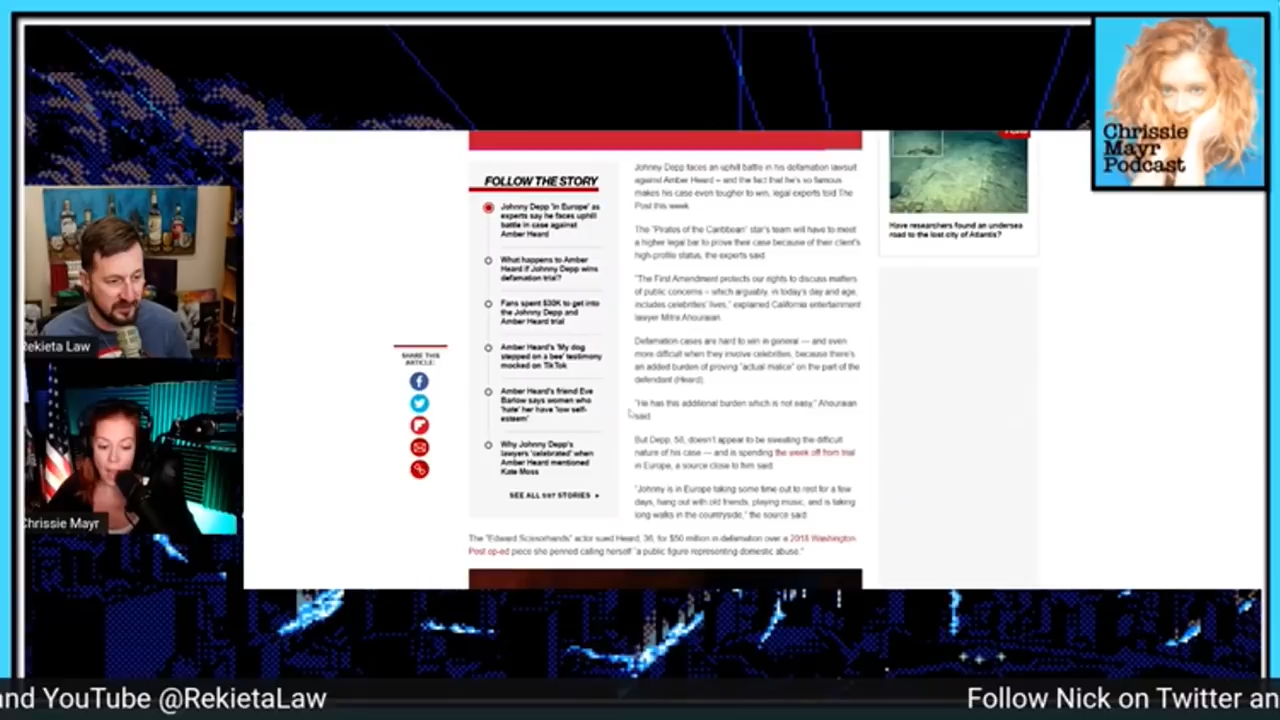 Chrissie
Mayr
Podcast
FOLLOW THE STORY
Johnny Depp 'in Europe' as
experts say he faces uphill
battle in case against
Amber Heard
What happens to Amber
Heard if Johnny Depp wins
defamation trial?
Fans spent $30K to get into
the Johnny Depp and
Amber Heard trial
Amber Heard's 'My dog
stepped on a bee' testimony
mocked on TikTok
Amber Heard's friend Eve
Barlow says women who
'hate' her have 'low self-
esteem'
Why Johnny Depp's
lawyers 'celebrated' when
Amber Heard mentioned
Kate Moss
SEE ALL STORIES
SHARE THIS
ARTICLE:
Johnny Depp faces an uphill battle in his defamation lawsuit
against Amber Heard – and the fact that he's so famous
makes his case even tougher to win, legal experts told The
Post this week.
The "Pirates of the Caribbean" star's team will have to meet
a higher legal bar to prove their case because of their client's
high-profile status, the experts said.
"The First Amendment protects our rights to discuss matters
of public concerns – which arguably, in today's day and age,
includes celebrities' lives," explained California entertainment
lawyer Mitra Ahouraian.
Defamation cases are hard to win in general — and even
more difficult when they involve celebrities, because there's
an added burden of proving "actual malice" on the part of the
defendant (Heard).
"He has this additional burden which is not easy," Ahouraian
said.
But Depp, 58, doesn't appear to be sweating the difficult
nature of his case — and is spending the week off from trial
in Europe, a source close to him said.
"Johnny is in Europe taking some time out to rest for a few
days, hang out with old friends, playing music, and is taking
long walks in the countryside," the source said.
The "Edward Scissorhands" actor sued Heard, 36, for $50 million in defamation over a 2018 Washington
Post op-ed piece she penned calling herself "a public figure representing domestic abuse."
Have researchers found an undersea
road to the lost city of Atlantis?
Rekieta Law
Chrissie Mayr
and YouTube @RekietaLaw
Follow Nick on Twitter an